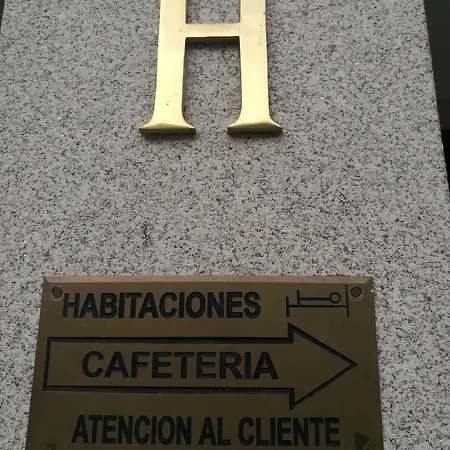 H
HABITACIONES
CAFETERIA
ATENCION AL CLIENTE